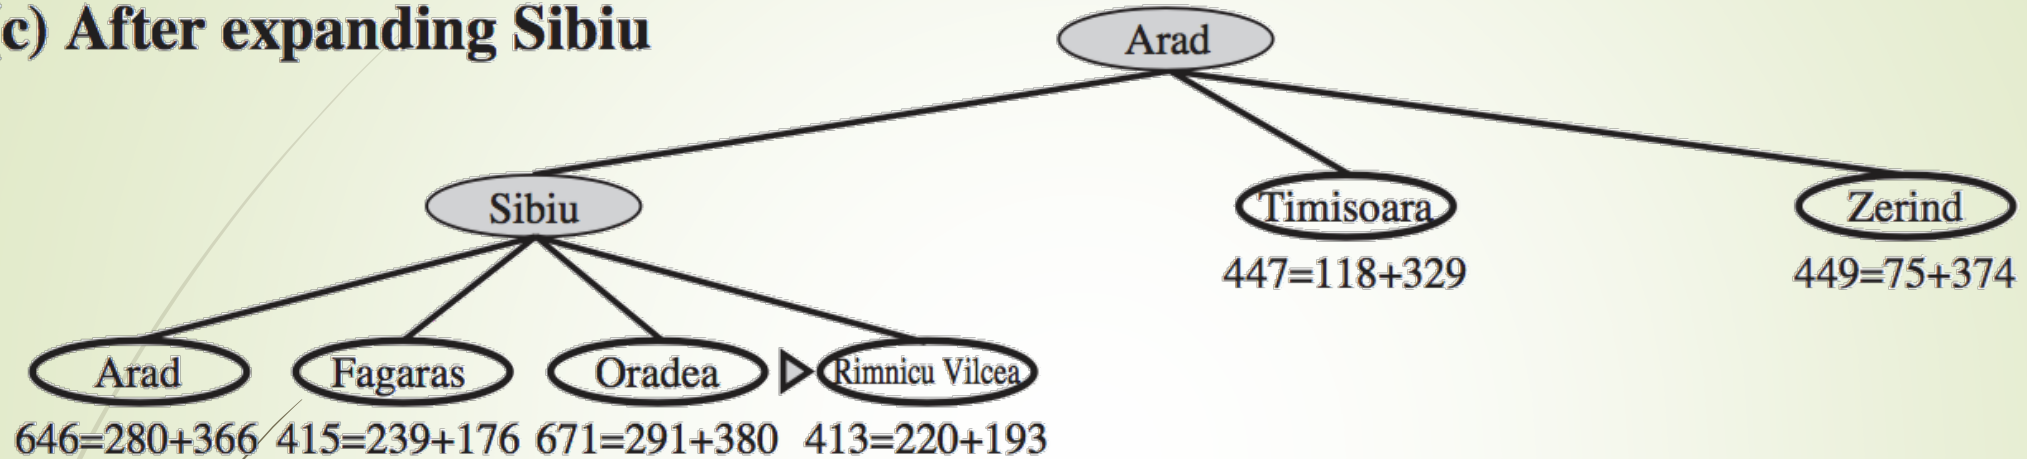 c) After expanding Sibiu
Arad
Sibiu
Timisoara
Zerind
447=118+329
449=75+374
Arad
Fagaras
Oradea
Rimnicu Vilcea
646=280+366
415=239+176
671=291+380
413=220+193